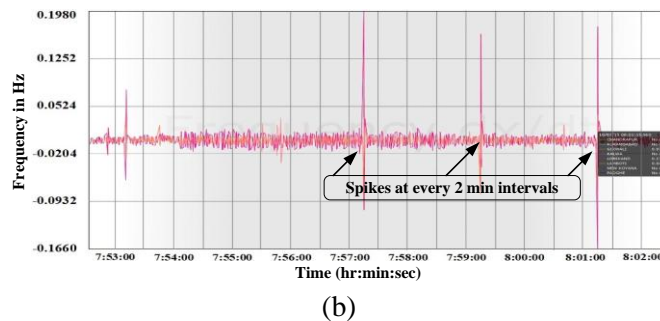 0.1980
0.1252
0.0524
-0.0204
-0.0932
-0.1660
Frequency in Hz
Spikes at every 2 min intervals
7:53:00 7:54:00 7:55:00 7:56:00 7:57:00 7:58:00 7:59:00 8:00:00 8:01:00 8:02:00
Time (hr:min:sec)
(b)